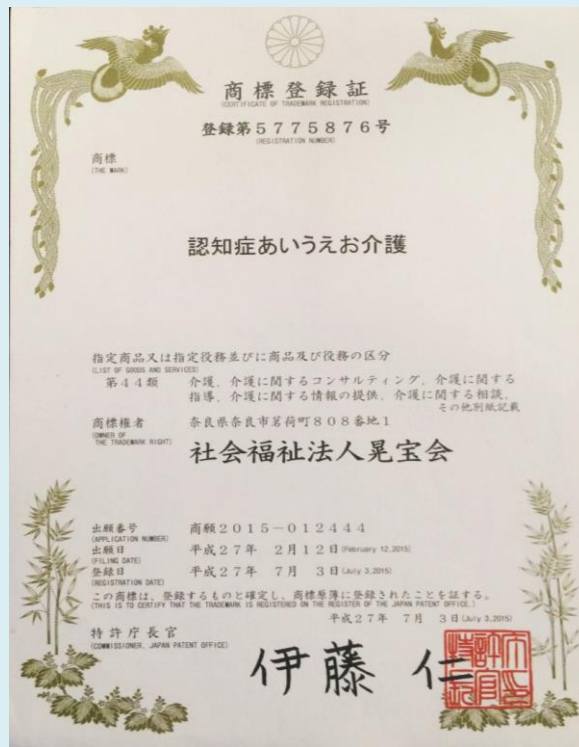 商標登録証
(CERTIFICATE OF TRADEMARK REGISTRATION)
登録第5775876号
(REGISTRATION NUMBER)
商標
(THE MARK)
認知症あいうえお介護
指定商品又は指定役務並びに商品及び役務の区分
(LIST OF GOODS AND SERVICES)
第44類 介護,介護に関するコンサルティング,介護に関する
指導,介護に関する情報の提供,介護に関する相談,
その他別紙記載
商標権者 奈良県奈良市茗荷町808番地1
(OWNER OF
THE TRADEMARK RIGHT)
社会福祉法人晃宝会
出願番号 商願2015-012444
(APPLICATION NUMBER)
出願日 平成27年 2月12日(February 12,2015)
(FILING DATE)
登録日 平成27年 7月 3日(July 3,2015)
(REGISTRATION DATE)
この商標は、登録するものと確定し、商標原簿に登録されたことを証する。
(THIS IS TO CERTIFY THAT THE TRADEMARK IS REGISTERED ON THE REGISTER OF THE JAPAN PATENT OFFICE.)
平成27年 7月 3日(July 3,2015)
特許庁長官
(COMMISSIONER, JAPAN PATENT OFFICE)
伊藤 仁